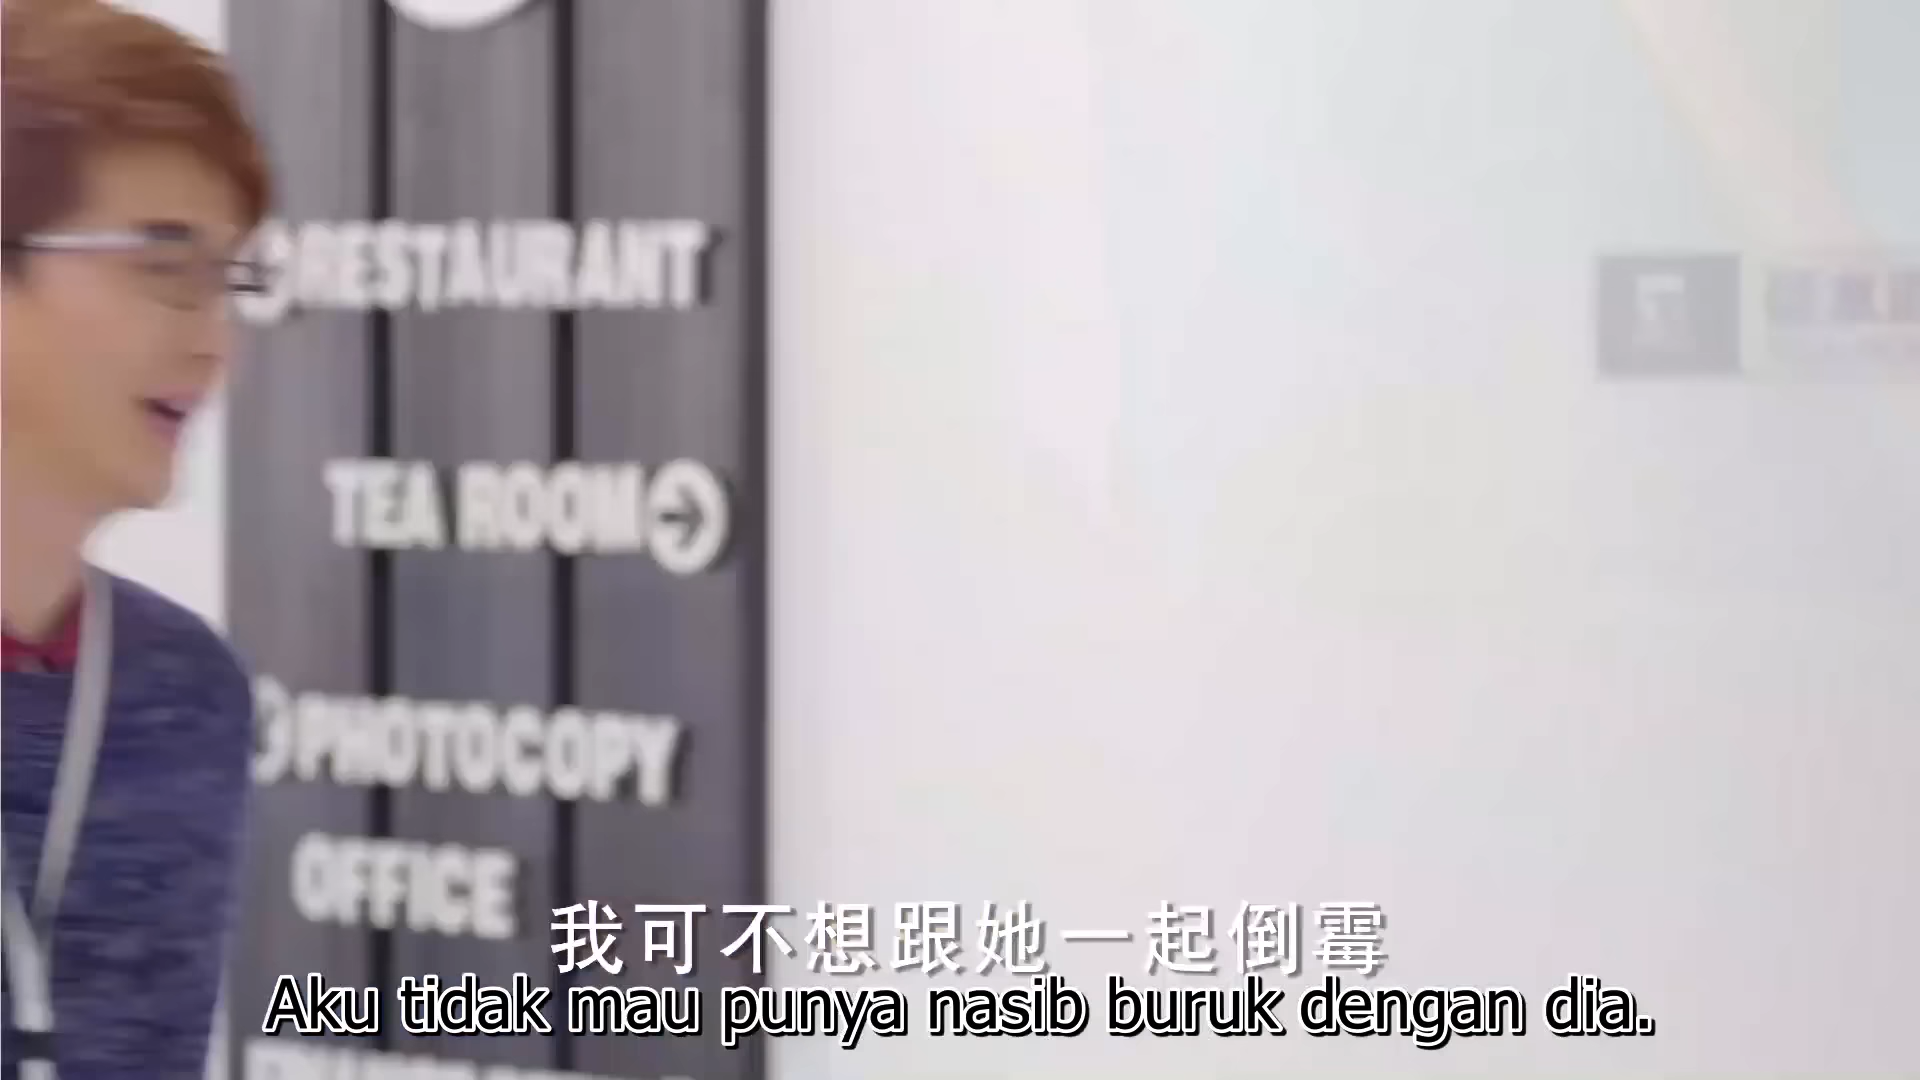 RESTAURANT
TEA ROOM
PHOTOCOPY
OFFICE
我可不想跟她一起倒霉
Aku tidak mau punya nasib buruk dengan dia.